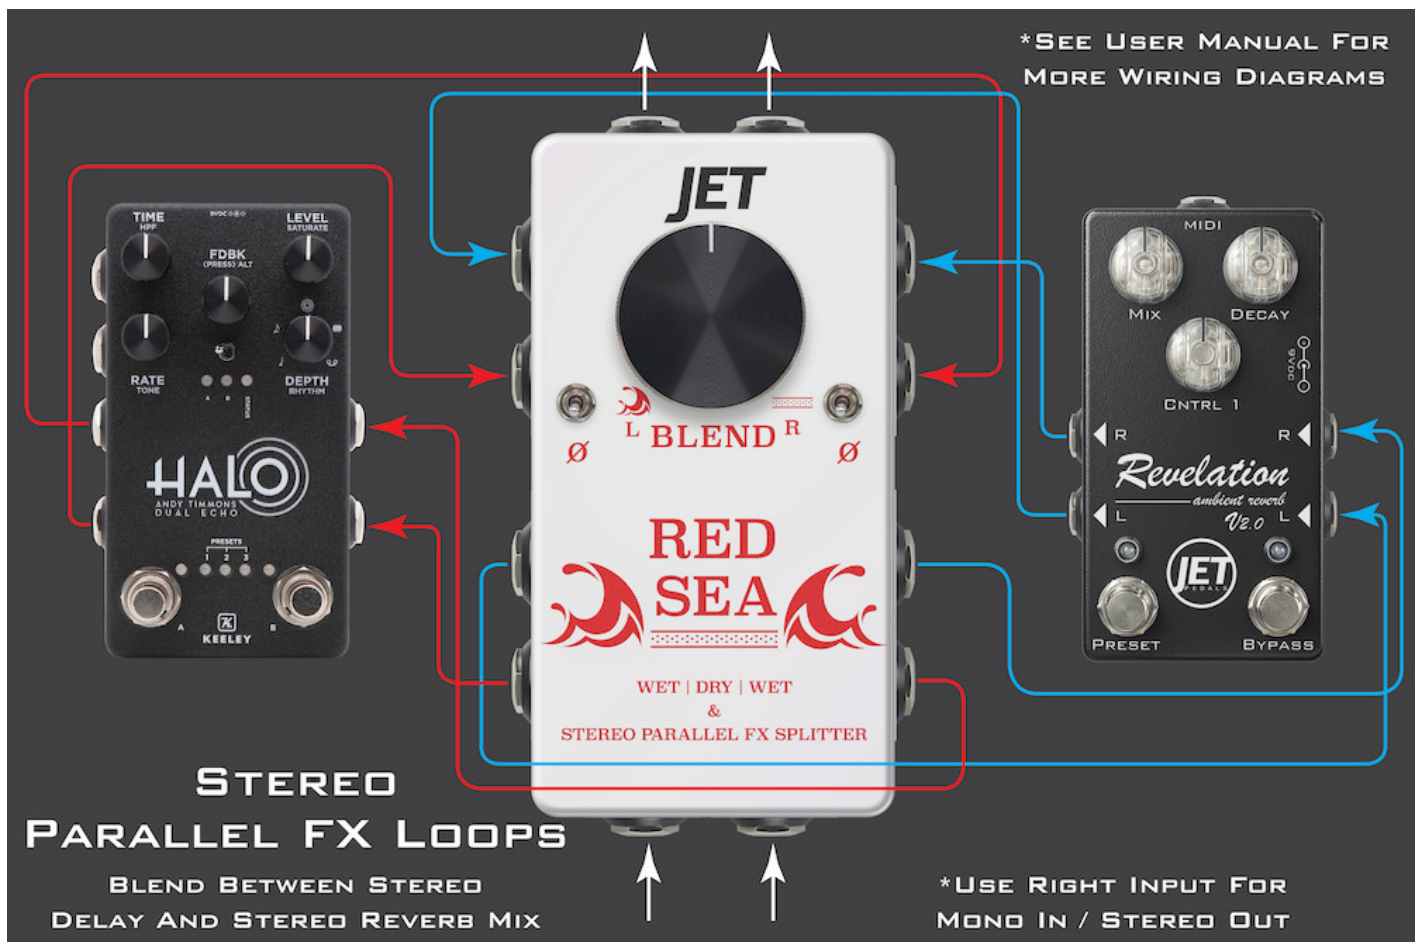 *See User Manual For
More Wiring Diagrams
JET
L BLEND R
Ø
Ø
RED
SEA
WET | DRY | WET
&
STEREO PARALLEL FX SPLITTER
TIME
HPF
9VDC
LEVEL
SATURATE
FDBK
(PRESS) ALT
RATE
TONE
DEPTH
RHYTHM
A B STATUS
HALO
ANDY TIMMONS
DUAL ECHO
PRESETS
1 2 3
A B
KEELEY
MIDI
Mix Decay
Cntrl 1
9VDC
R R
Revelation
ambient reverb
L V2.0 L
JET
PEDALS
Preset Bypass
Stereo
Parallel FX Loops
Blend Between Stereo
Delay And Stereo Reverb Mix
*Use Right Input For
Mono In / Stereo Out